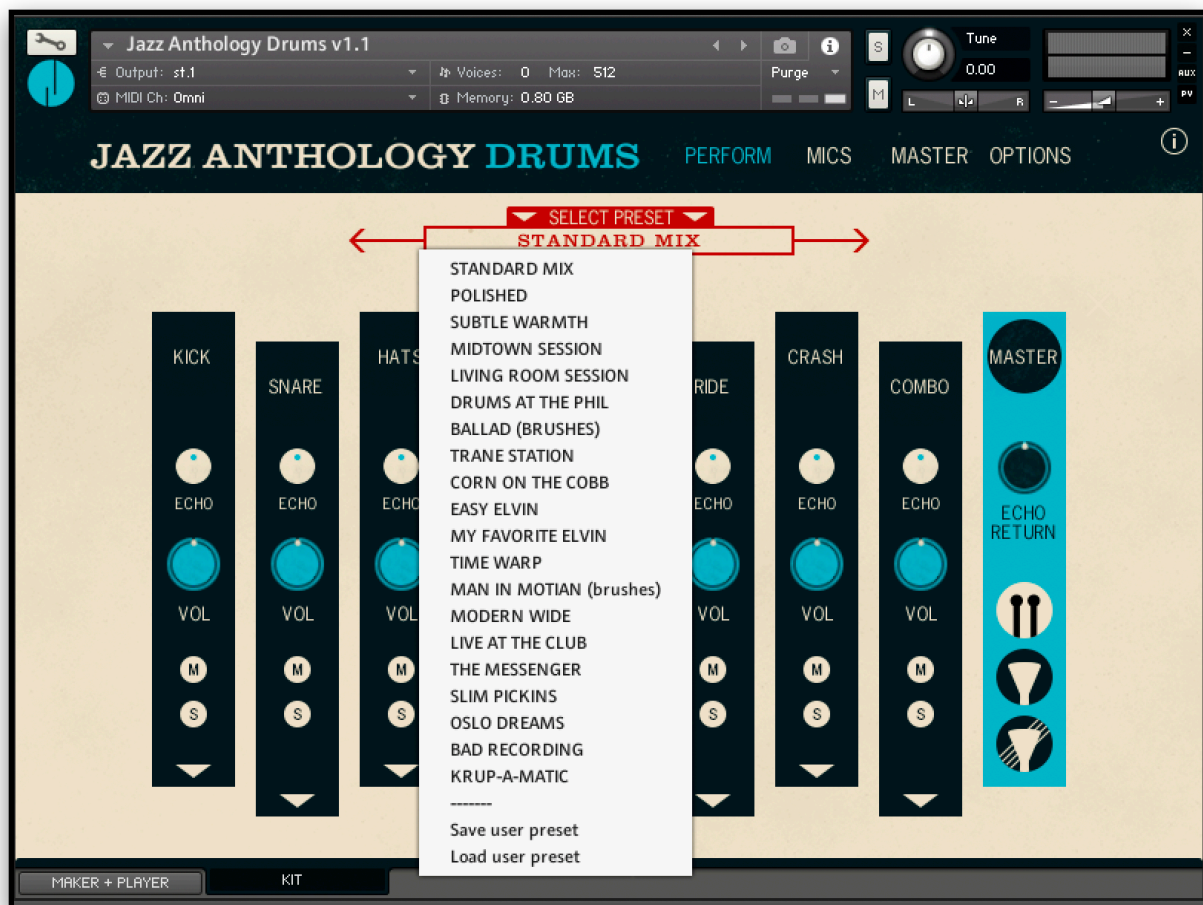 Jazz Anthology Drums v1.1
Output: st.1
Voices: 0 Max: 512
Purge
MIDI Ch: Omni
Memory: 0.80 GB
S
M
Tune
0.00
L R
- +
×
-
AUX
PV
JAZZ ANTHOLOGY DRUMS
PERFORM MICS MASTER OPTIONS
i
SELECT PRESET
STANDARD MIX
STANDARD MIX
POLISHED
SUBTLE WARMTH
MIDTOWN SESSION
LIVING ROOM SESSION
DRUMS AT THE PHIL
BALLAD (BRUSHES)
TRANE STATION
CORN ON THE COBB
EASY ELVIN
MY FAVORITE ELVIN
TIME WARP
MAN IN MOTIAN (brushes)
MODERN WIDE
LIVE AT THE CLUB
THE MESSENGER
SLIM PICKINS
OSLO DREAMS
BAD RECORDING
KRUP-A-MATIC
-------
Save user preset
Load user preset
KICK
ECHO
VOL
M
S
SNARE
ECHO
VOL
M
S
HATS
ECHO
VOL
M
S
RIDE
ECHO
VOL
M
S
CRASH
ECHO
VOL
M
S
COMBO
ECHO
VOL
M
S
MASTER
ECHO
RETURN
MAKER + PLAYER
KIT